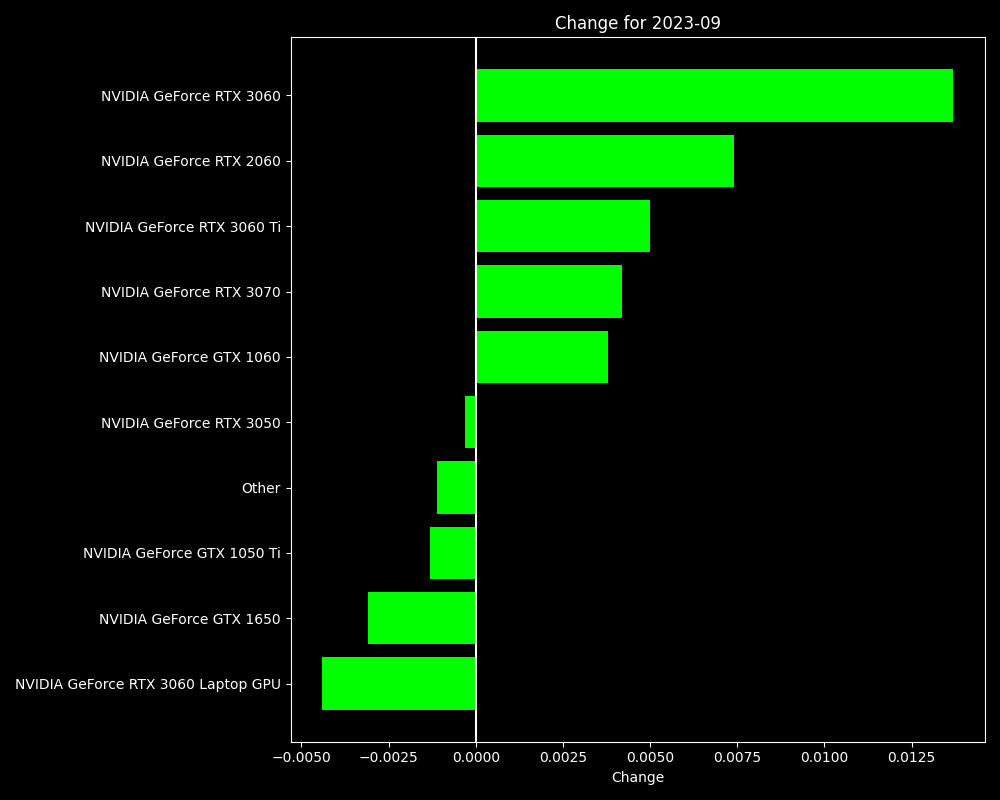 Change for 2023-09
NVIDIA GeForce RTX 3060
NVIDIA GeForce RTX 2060
NVIDIA GeForce RTX 3060 Ti
NVIDIA GeForce RTX 3070
NVIDIA GeForce GTX 1060
NVIDIA GeForce RTX 3050
Other
NVIDIA GeForce GTX 1050 Ti
NVIDIA GeForce GTX 1650
NVIDIA GeForce RTX 3060 Laptop GPU
−0.0050 −0.0025 0.0000 0.0025 0.0050 0.0075 0.0100 0.0125
Change